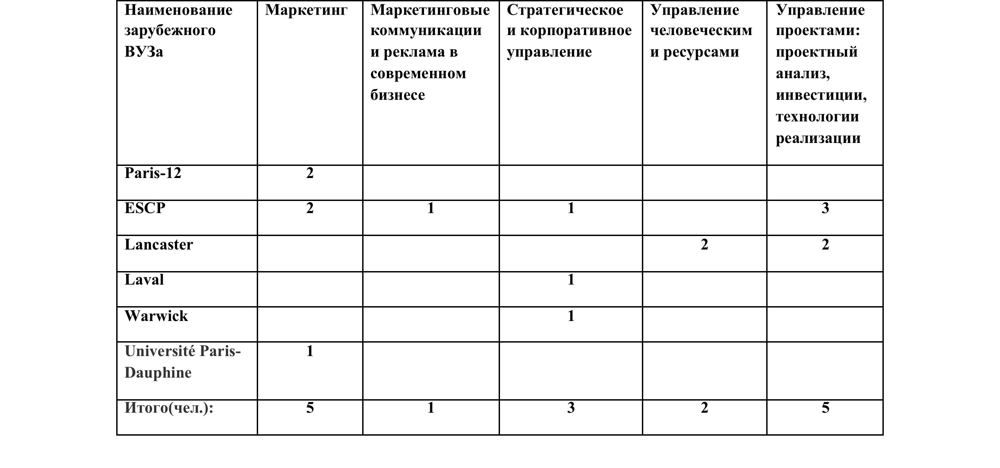 Наименование
зарубежного
ВУЗа
Маркетинг
Маркетинговые
коммуникации
и реклама в
современном
бизнесе
Стратегическое
и корпоративное
управление
Управление
человеческим
и ресурсами
Управление
проектами:
проектный
анализ,
инвестиции,
технологии
реализации
Paris-12 2
ESCP 2 1 1 3
Lancaster 2 2
Laval 1
Warwick 1
Université Paris- 1
Dauphine
Итого(чел.): 5 1 3 2 5